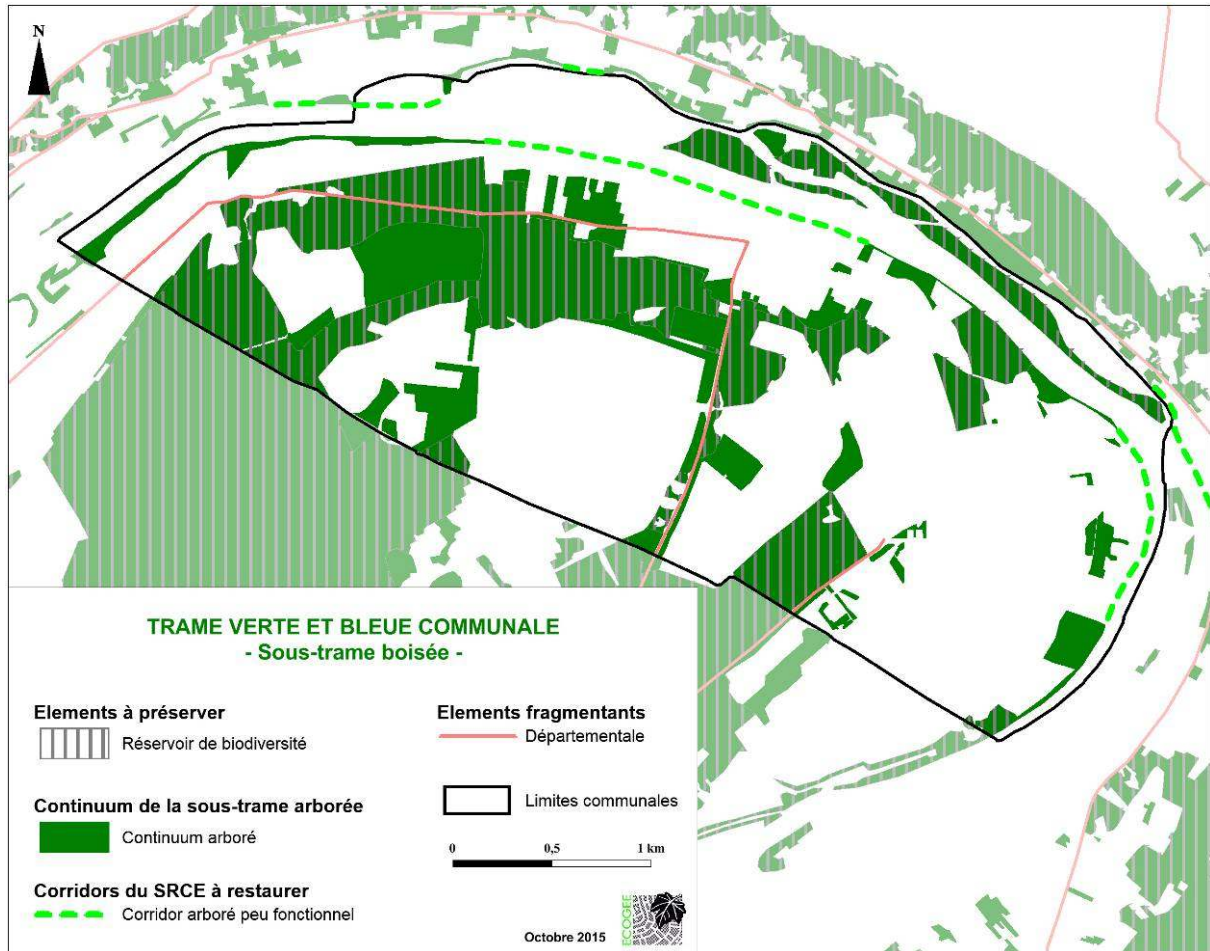 N
TRAME VERTE ET BLEUE COMMUNALE
- Sous-trame boisée -
Elements à préserver
Réservoir de biodiversité
Continuum de la sous-trame arborée
Continuum arboré
Corridors du SRCE à restaurer
Corridor arboré peu fonctionnel
Elements fragmentants
Départementale
Limites communales
0 0,5 1 km
Octobre 2015
ECOGEE